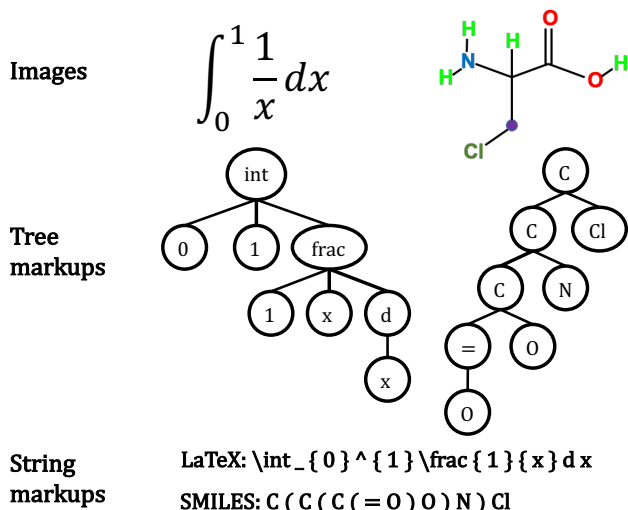 Images
∫₀¹ 1/x dx
H H O
H N O H
Cl
Tree
markups
int
0 1 frac
1 x d
x
C
C Cl
C N
= O
O
String
markups
LaTeX: \int _ { 0 } ^ { 1 } \frac { 1 } { x } d x
SMILES: C ( C ( C ( = O ) O ) N ) Cl